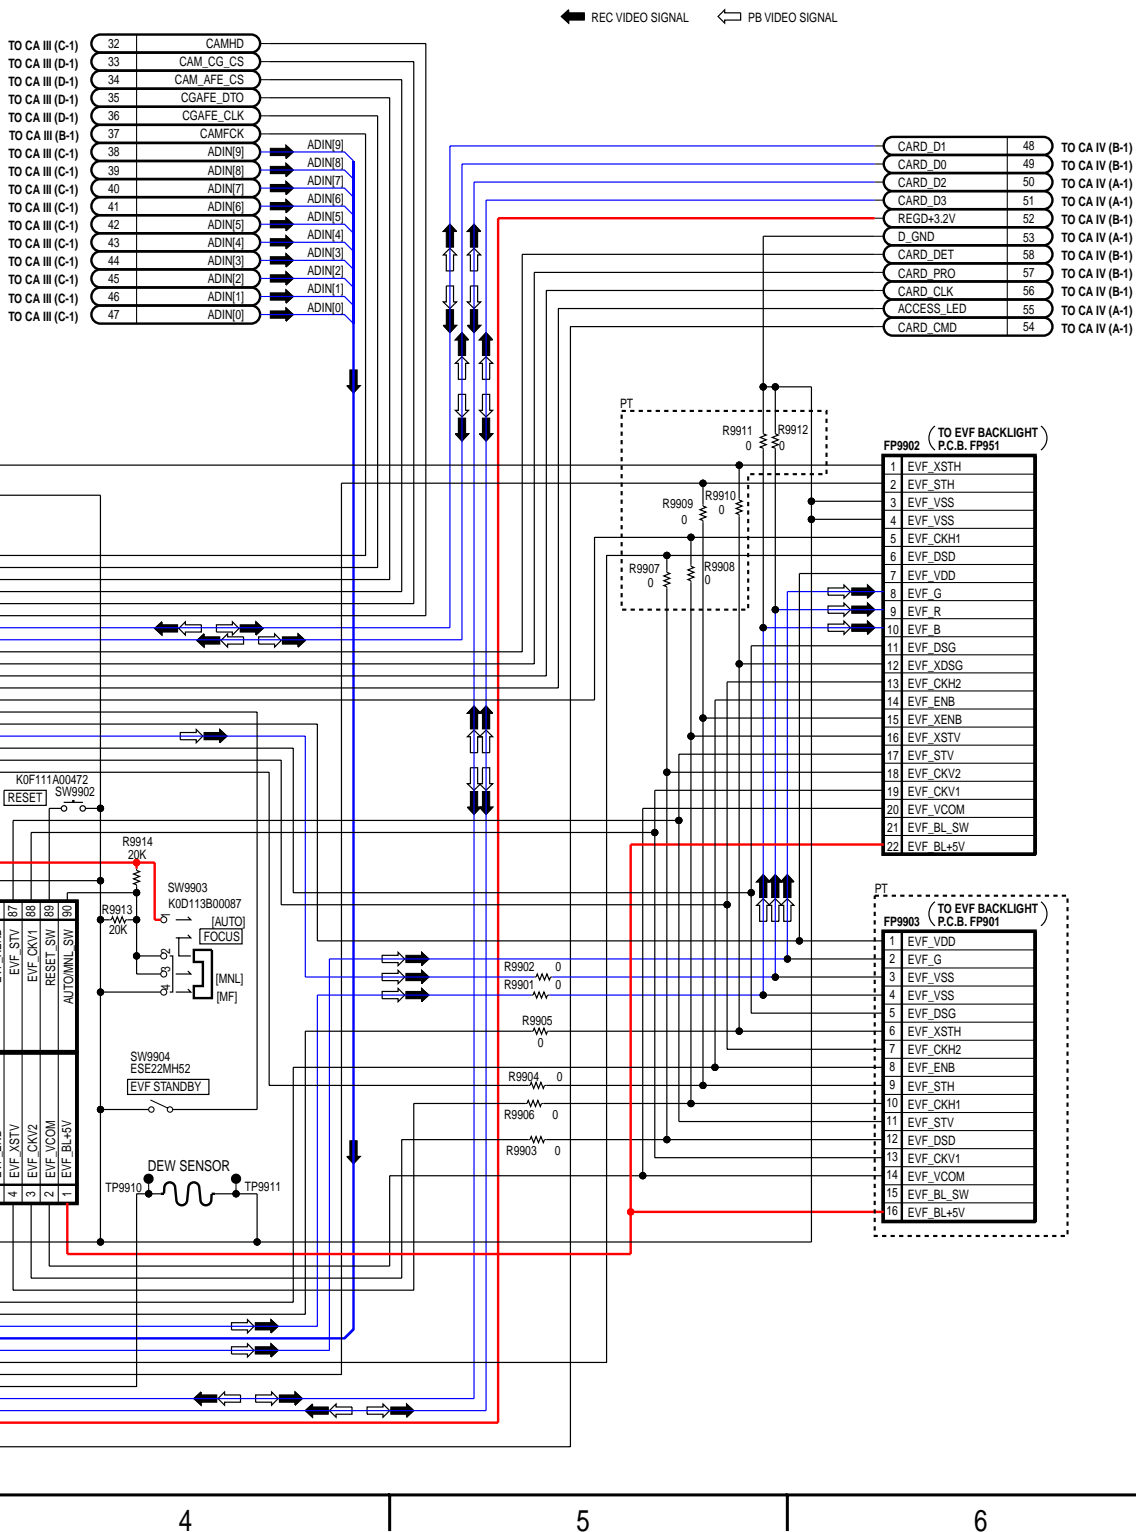 REC VIDEO SIGNAL PB VIDEO SIGNAL
TO CA III (C-1) 32 CAMHD
TO CA III (D-1) 33 CAM_CG_CS
TO CA III (D-1) 34 CAM_AFE_CS
TO CA III (D-1) 35 CGAFE_DTO
TO CA III (D-1) 36 CGAFE_CLK
TO CA III (B-1) 37 CAMFCK
TO CA III (C-1) 38 ADIN[9] ADIN[9]
TO CA III (C-1) 39 ADIN[8] ADIN[8]
TO CA III (C-1) 40 ADIN[7] ADIN[7]
TO CA III (C-1) 41 ADIN[6] ADIN[6]
TO CA III (C-1) 42 ADIN[5] ADIN[5]
TO CA III (C-1) 43 ADIN[4] ADIN[4]
TO CA III (C-1) 44 ADIN[3] ADIN[3]
TO CA III (C-1) 45 ADIN[2] ADIN[2]
TO CA III (C-1) 46 ADIN[1] ADIN[1]
TO CA III (C-1) 47 ADIN[0] ADIN[0]
CARD_D1 48 TO CA IV (B-1)
CARD_D0 49 TO CA IV (B-1)
CARD_D2 50 TO CA IV (A-1)
CARD_D3 51 TO CA IV (A-1)
REGD+3.2V 52 TO CA IV (B-1)
D_GND 53 TO CA IV (A-1)
CARD_DET 58 TO CA IV (B-1)
CARD_PRO 57 TO CA IV (B-1)
CARD_CLK 56 TO CA IV (B-1)
ACCESS_LED 55 TO CA IV (A-1)
CARD_CMD 54 TO CA IV (A-1)
PT
R9911 0
R9912 0
R9909 0
R9910 0
R9907 0
R9908 0
FP9902 (TO EVF BACKLIGHT P.C.B. FP951)
1 EVF_XSTH
2 EVF_STH
3 EVF_VSS
4 EVF_VSS
5 EVF_CKH1
6 EVF_DSD
7 EVF_VDD
8 EVF_G
9 EVF_R
10 EVF_B
11 EVF_DSG
12 EVF_XDSG
13 EVF_CKH2
14 EVF_ENB
15 EVF_XENB
16 EVF_XSTV
17 EVF_STV
18 EVF_CKV2
19 EVF_CKV1
20 EVF_VCOM
21 EVF_BL_SW
22 EVF_BL+5V
K0F111A00472
RESET SW9902
R9914
20K
R9913
20K
SW9903
K0D113B00087
[AUTO]
FOCUS
[MNL]
[MF]
1
2
3
4
87 EVF_STV
88 EVF_CKV1
89 RESET_SW
90 AUTO/MNL_SW
4 EVF_XSTV
3 EVF_CKV2
2 EVF_VCOM
1 EVF_BL+5V
SW9904
ESE22MH52
EVF STANDBY
DEW SENSOR
TP9910 TP9911
R9902 0
R9901 0
R9905
0
R9904 0
R9906 0
R9903 0
PT
FP9903 (TO EVF BACKLIGHT P.C.B. FP901)
1 EVF_VDD
2 EVF_G
3 EVF_VSS
4 EVF_VSS
5 EVF_DSG
6 EVF_XSTH
7 EVF_CKH2
8 EVF_ENB
9 EVF_STH
10 EVF_CKH1
11 EVF_STV
12 EVF_DSD
13 EVF_CKV1
14 EVF_VCOM
15 EVF_BL_SW
16 EVF_BL+5V
4 5 6